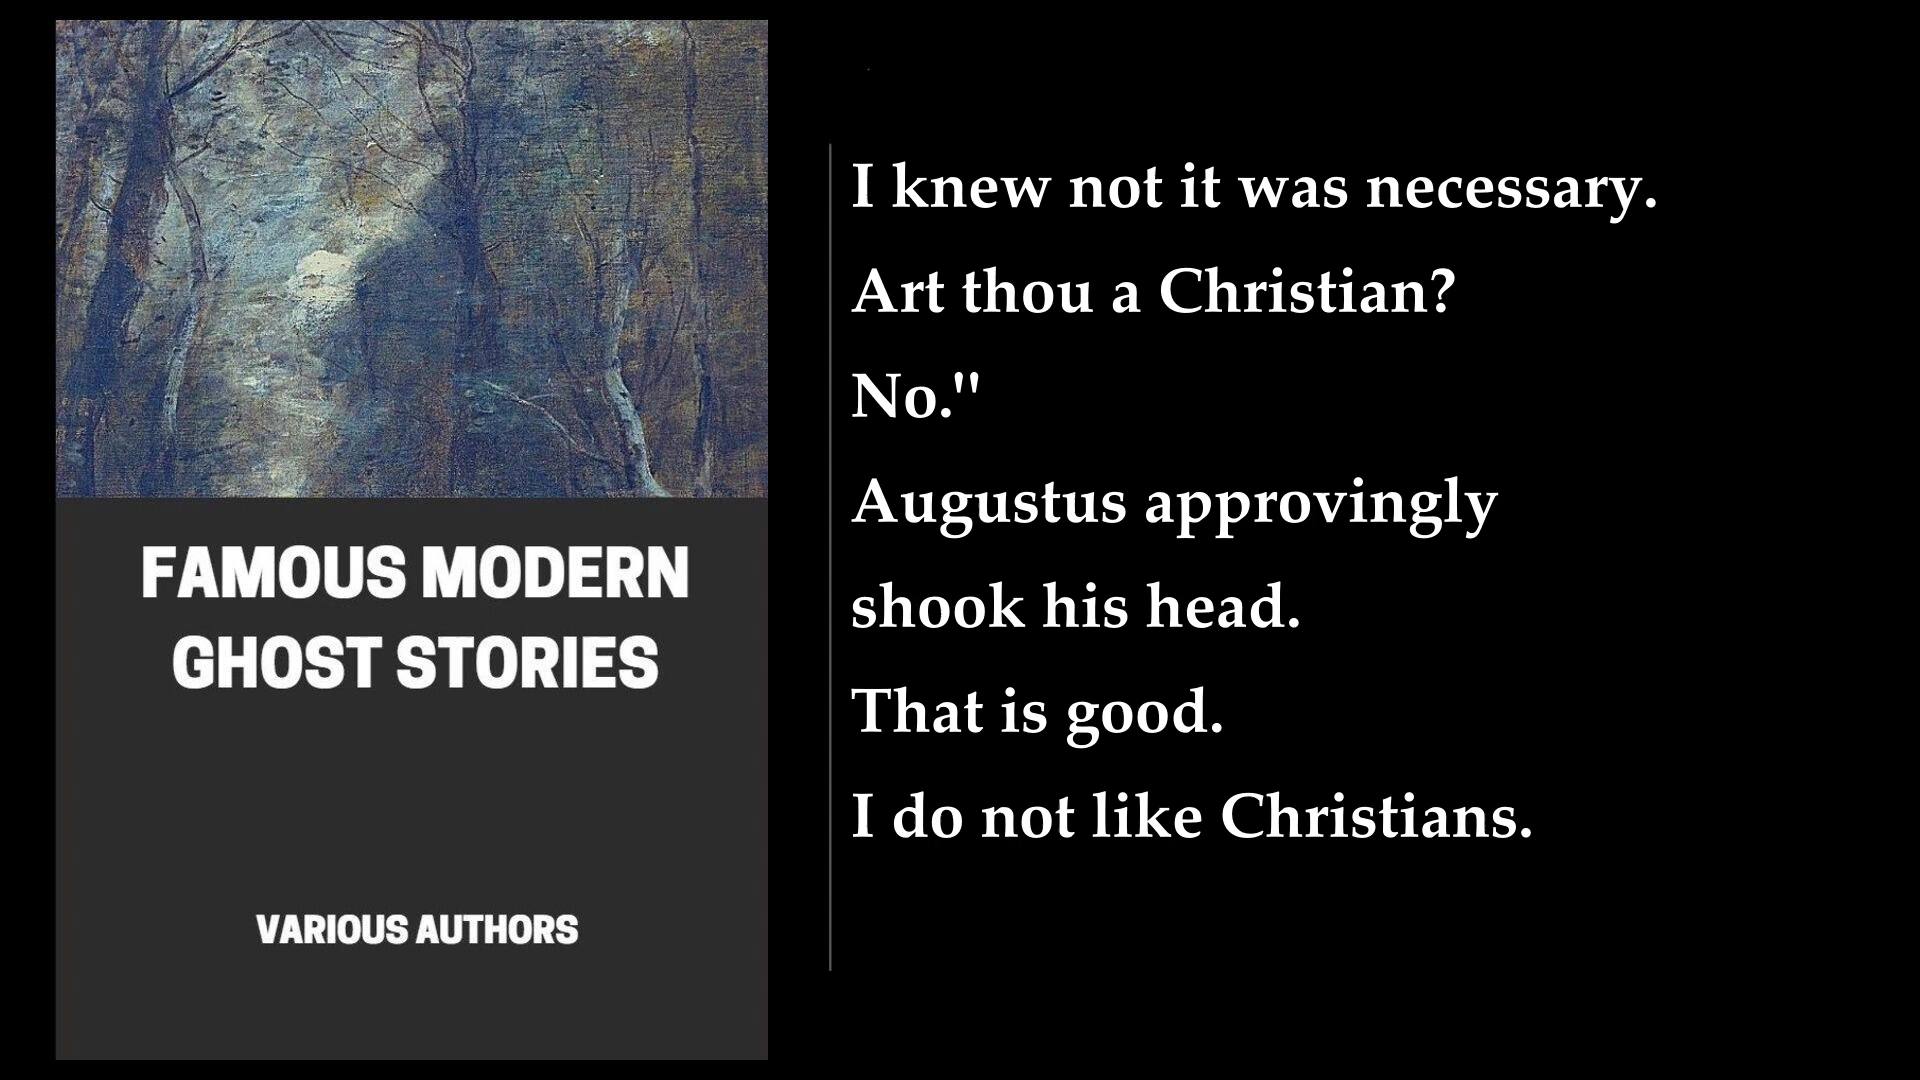 FAMOUS MODERN
GHOST STORIES
VARIOUS AUTHORS
I knew not it was necessary.
Art thou a Christian?
No."
Augustus approvingly
shook his head.
That is good.
I do not like Christians.